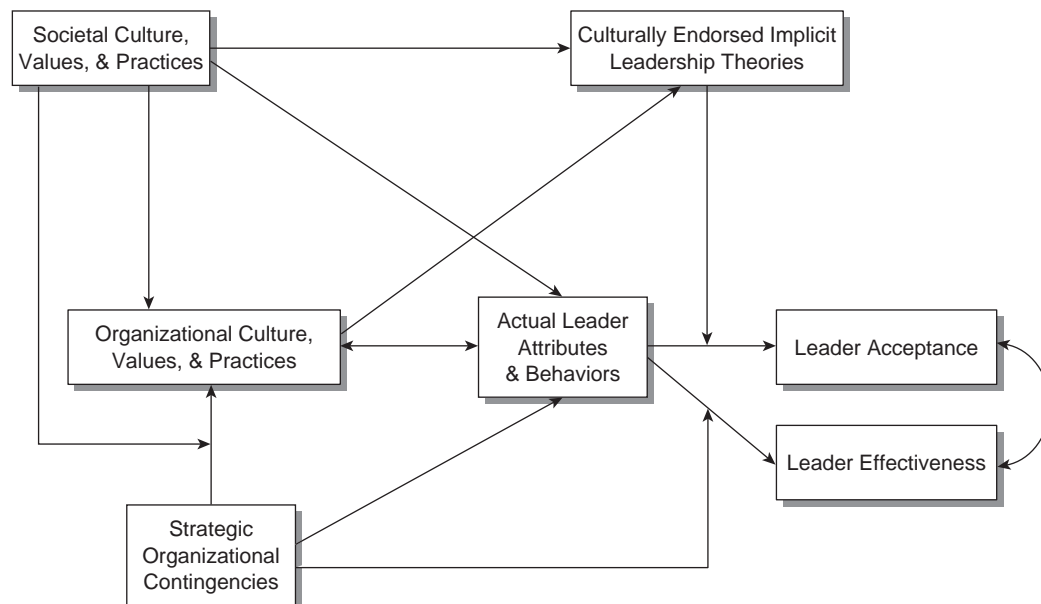 Societal Culture,
Values, & Practices
Culturally Endorsed Implicit
Leadership Theories
Organizational Culture,
Values, & Practices
Actual Leader
Attributes
& Behaviors
Leader Acceptance
Leader Effectiveness
Strategic
Organizational
Contingencies